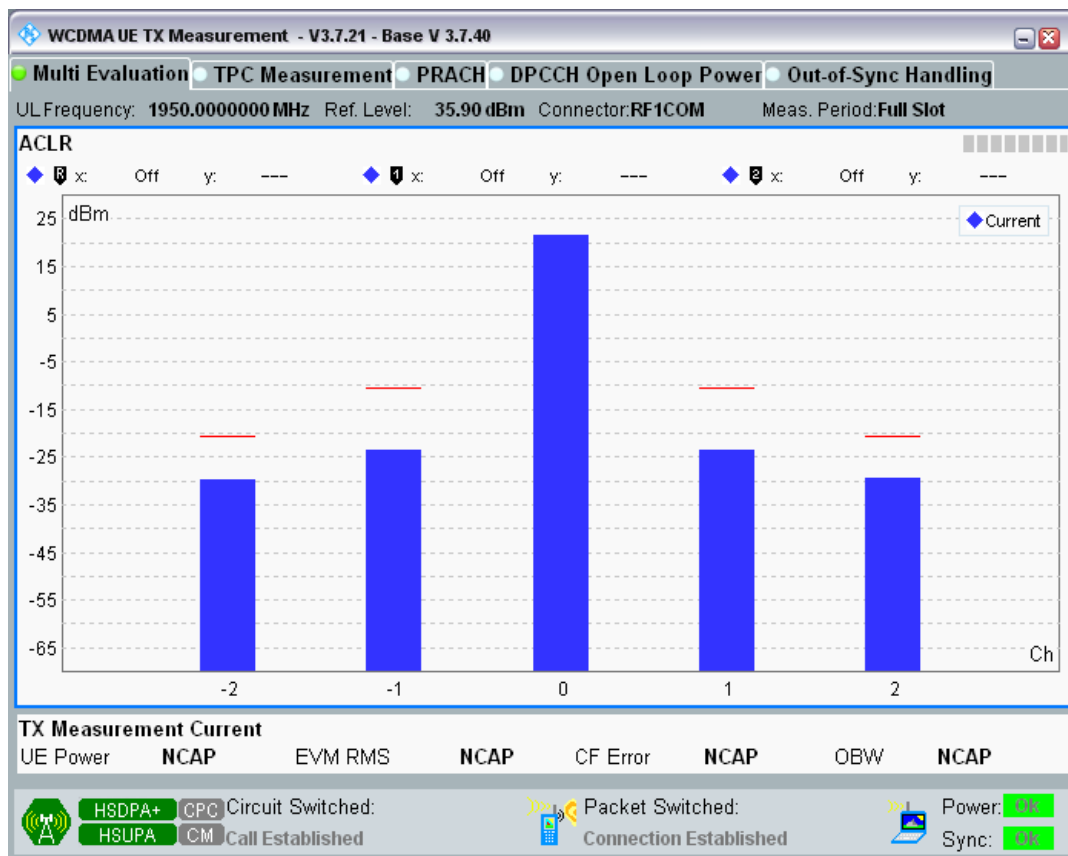 WCDMA UE TX Measurement - V3.7.21 - Base V 3.7.40
Multi Evaluation TPC Measurement PRACH DPCCH Open Loop Power Out-of-Sync Handling
UL Frequency: 1950.0000000 MHz Ref. Level: 35.90 dBm Connector:RF1COM Meas. Period:Full Slot
ACLR
R x: Off y: --- 1 x: Off y: --- 2 x: Off y: ---
dBm
Current
25
15
5
-5
-15
-25
-35
-45
-55
-65
Ch
-2 -1 0 1 2
TX Measurement Current
UE Power NCAP EVM RMS NCAP CF Error NCAP OBW NCAP
HSDPA+ CPC Circuit Switched: Packet Switched: Power: OK
HSUPA CM Call Established Connection Established Sync: OK